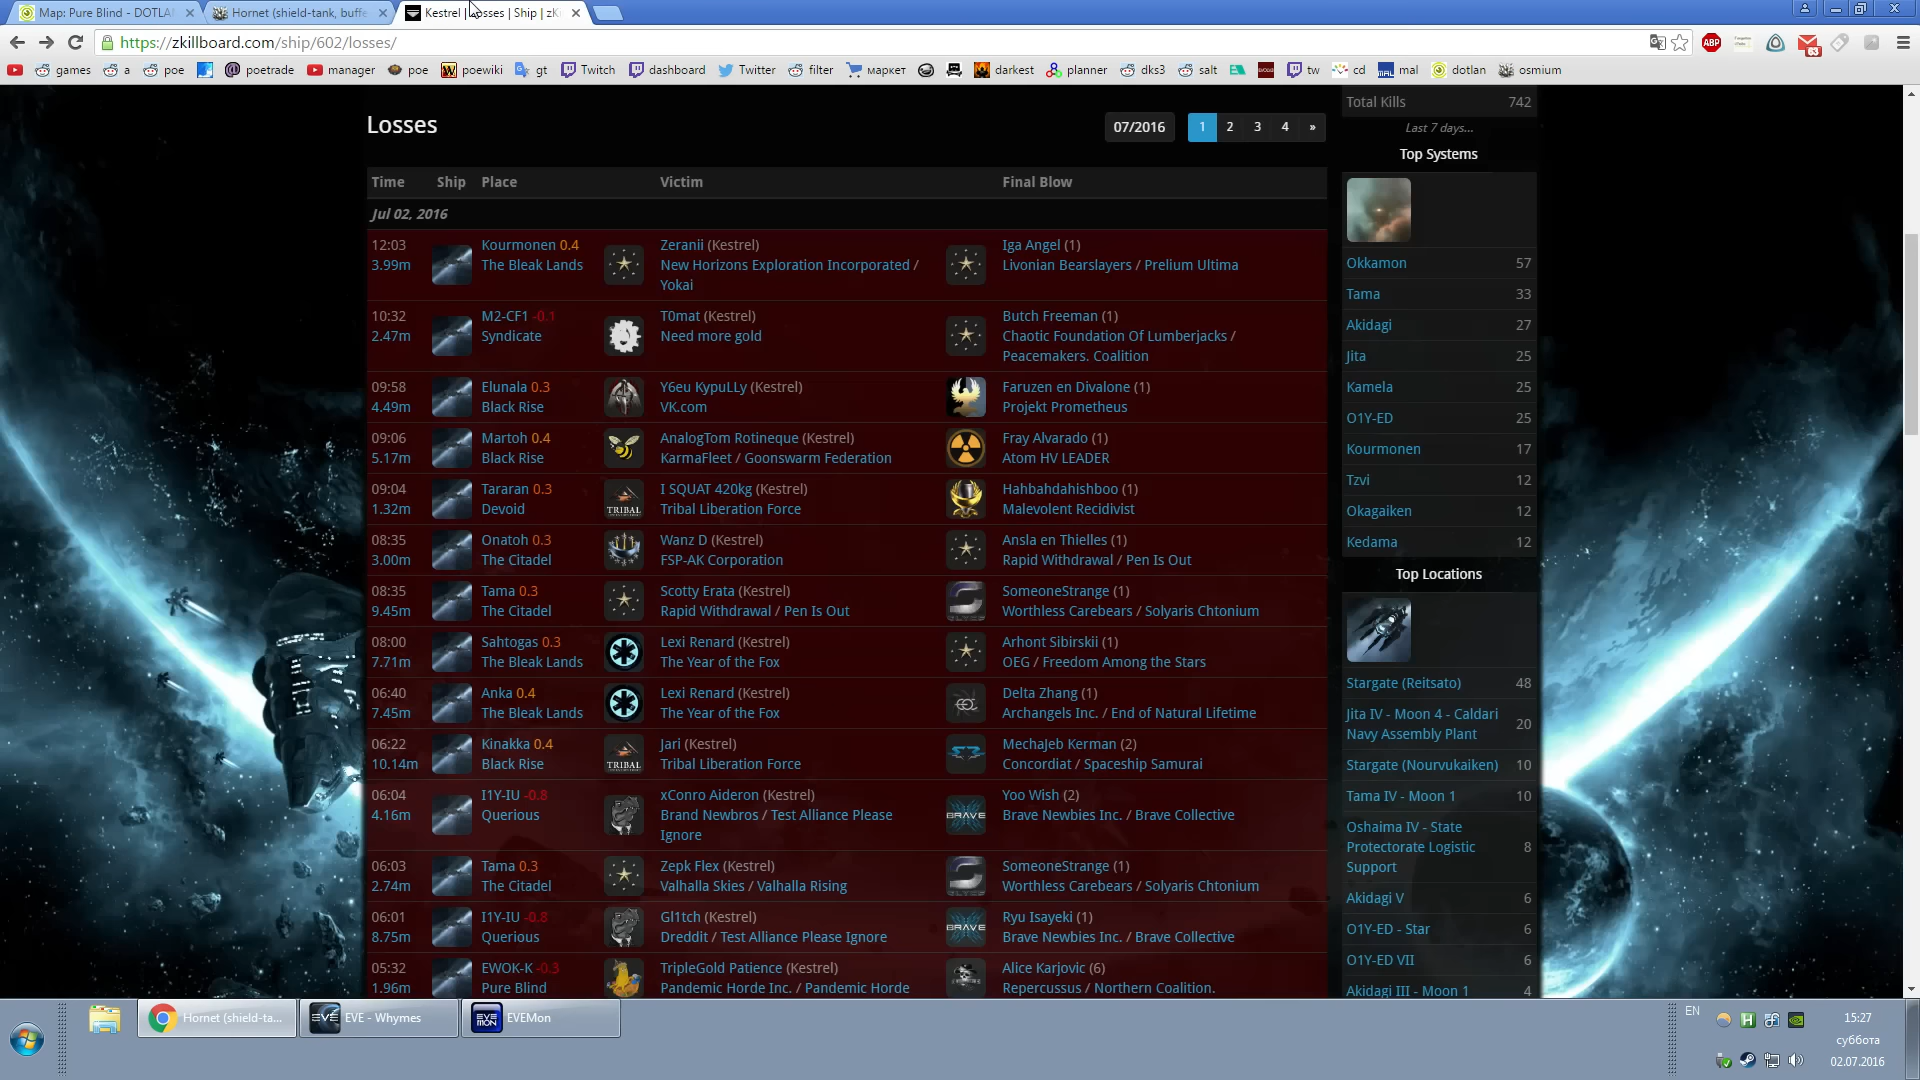 Map: Pure Blind - DOTLA
Hornet (shield-tank, buffe
Kestrel | Losses | Ship | zKi
https://zkillboard.com/ship/602/losses/
ABP
63
games
a
poe
poetrade
manager
poe
poewiki
gt
Twitch
dashboard
Twitter
filter
маркет
darkest
planner
dks3
salt
tw
cd
mal
dotlan
osmium
Losses
07/2016
1 2 3 4 »
Time Ship Place Victim Final Blow
Jul 02, 2016
12:03 Kourmonen 0.4 Zeranii (Kestrel) Iga Angel (1)
3.99m The Bleak Lands New Horizons Exploration Incorporated / Livonian Bearslayers / Prelium Ultima
Yokai
10:32 M2-CF1 -0.1 T0mat (Kestrel) Butch Freeman (1)
2.47m Syndicate Need more gold Chaotic Foundation Of Lumberjacks /
Peacemakers. Coalition
09:58 Elunala 0.3 Y6eu KypuLLy (Kestrel) Faruzen en Divalone (1)
4.49m Black Rise VK.com Projekt Prometheus
09:06 Martoh 0.4 AnalogTom Rotineque (Kestrel) Fray Alvarado (1)
5.17m Black Rise KarmaFleet / Goonswarm Federation Atom HV LEADER
09:04 Tararan 0.3 I SQUAT 420kg (Kestrel) Hahbahdahishboo (1)
1.32m Devoid TRIBAL Tribal Liberation Force Malevolent Recidivist
08:35 Onatoh 0.3 Wanz D (Kestrel) Ansla en Thielles (1)
3.00m The Citadel FSP-AK Corporation Rapid Withdrawal / Pen Is Out
08:35 Tama 0.3 Scotty Erata (Kestrel) SomeoneStrange (1)
9.45m The Citadel Rapid Withdrawal / Pen Is Out Worthless Carebears / Solyaris Chtonium
08:00 Sahtogas 0.3 Lexi Renard (Kestrel) Arhont Sibirskii (1)
7.71m The Bleak Lands The Year of the Fox OEG / Freedom Among the Stars
06:40 Anka 0.4 Lexi Renard (Kestrel) Delta Zhang (1)
7.45m The Bleak Lands The Year of the Fox Archangels Inc. / End of Natural Lifetime
06:22 Kinakka 0.4 Jari (Kestrel) MechaJeb Kerman (2)
10.14m Black Rise TRIBAL Tribal Liberation Force Concordiat / Spaceship Samurai
06:04 I1Y-IU -0.8 xConro Aideron (Kestrel) Yoo Wish (2)
4.16m Querious Brand Newbros / Test Alliance Please BRAVE Brave Newbies Inc. / Brave Collective
Ignore
06:03 Tama 0.3 Zepk Flex (Kestrel) SomeoneStrange (1)
2.74m The Citadel Valhalla Skies / Valhalla Rising Worthless Carebears / Solyaris Chtonium
06:01 I1Y-IU -0.8 Gl1tch (Kestrel) Ryu Isayeki (1)
8.75m Querious Dreddit / Test Alliance Please Ignore BRAVE Brave Newbies Inc. / Brave Collective
05:32 EWOK-K -0.3 TripleGold Patience (Kestrel) Alice Karjovic (6)
1.96m Pure Blind Pandemic Horde Inc. / Pandemic Horde Repercussus / Northern Coalition.
Total Kills 742
Last 7 days...
Top Systems
Okkamon 57
Tama 33
Akidagi 27
Jita 25
Kamela 25
O1Y-ED 25
Kourmonen 17
Tzvi 12
Okagaiken 12
Kedama 12
Top Locations
Stargate (Reitsato) 48
Jita IV - Moon 4 - Caldari
Navy Assembly Plant 20
Stargate (Nourvukaiken) 10
Tama IV - Moon 1 10
Oshaima IV - State
Protectorate Logistic 8
Support
Akidagi V 6
O1Y-ED - Star 6
O1Y-ED VII 6
Akidagi III - Moon 1 4
Hornet (shield-ta...
EVE EVE - Whymes
EVE MON EVEMon
EN
15:27
суббота
02.07.2016